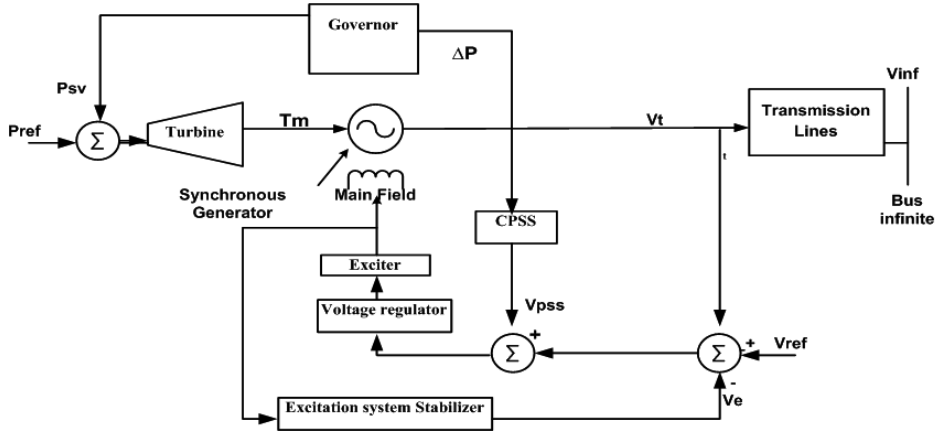 Governor
ΔP
Psv
Vinf
Pref
Σ
Turbine
Tm
Vt
Transmission
Lines
t
Synchronous
Generator
Main Field
Bus
infinite
CPSS
Exciter
Voltage regulator
Vpss
+
Σ
Σ
-+
Vref
-
Ve
Excitation system Stabilizer